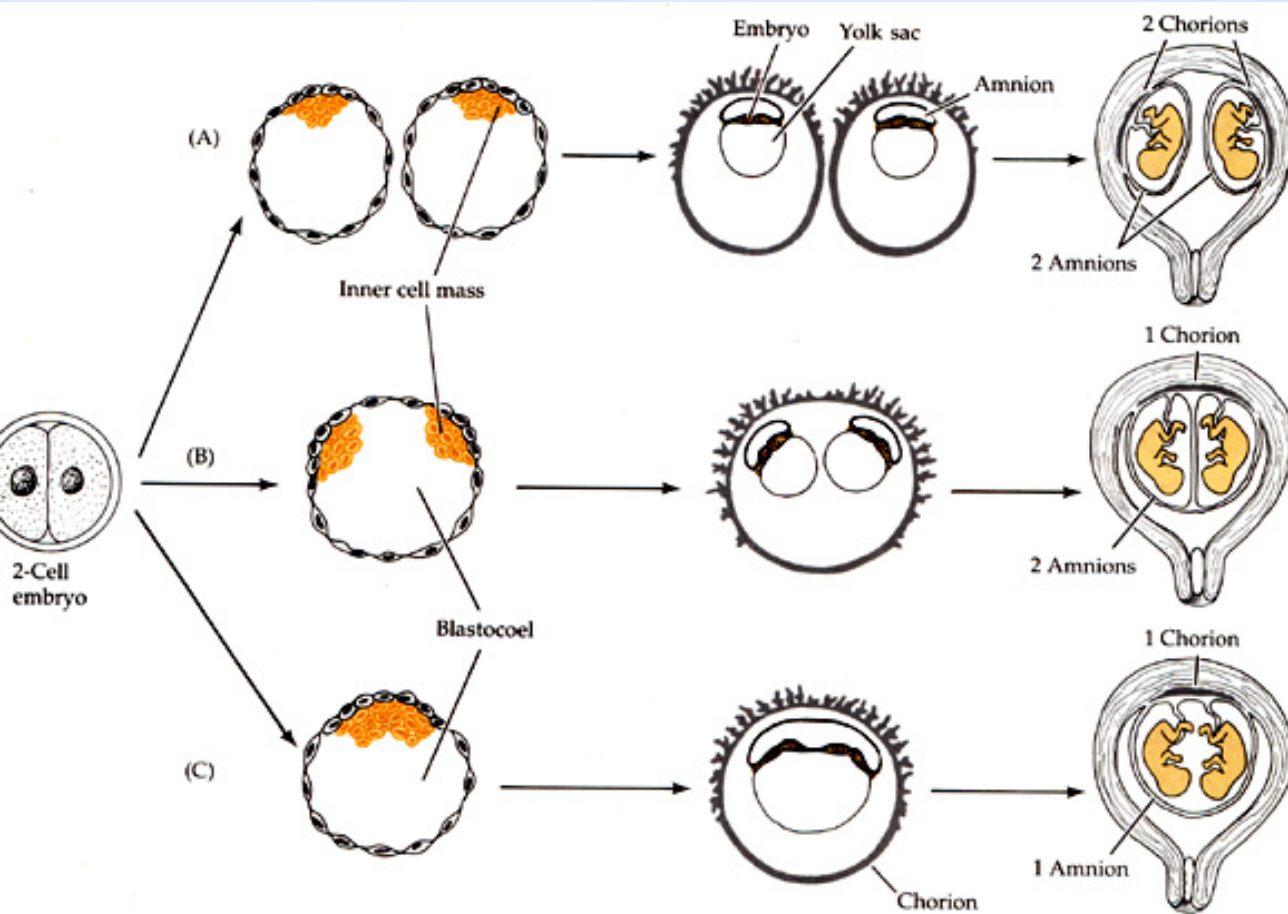 Embryo
Yolk sac
2 Chorions
Amnion
(A)
2 Amnions
Inner cell mass
1 Chorion
(B)
2 Amnions
2-Cell
embryo
Blastocoel
1 Chorion
(C)
1 Amnion
Chorion